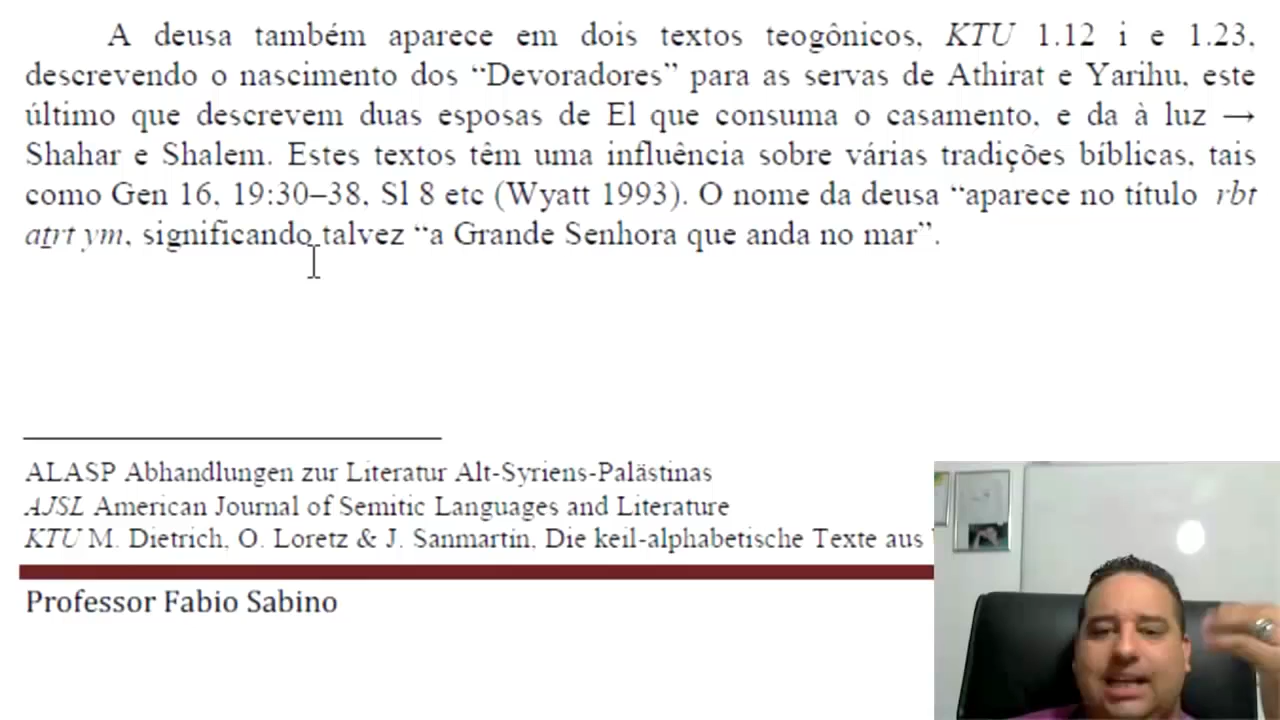 A deusa também aparece em dois textos teogônicos, KTU 1.12 i e 1.23,
descrevendo o nascimento dos “Devoradores” para as servas de Athirat e Yarihu, este
último que descrevem duas esposas de El que consuma o casamento, e da à luz →
Shahar e Shalem. Estes textos têm uma influência sobre várias tradições bíblicas, tais
como Gen 16, 19:30–38, Sl 8 etc (Wyatt 1993). O nome da deusa “aparece no título rbt
aṯrt ym, significando talvez “a Grande Senhora que anda no mar”.
ALASP Abhandlungen zur Literatur Alt-Syriens-Palästinas
AJSL American Journal of Semitic Languages and Literature
KTU M. Dietrich, O. Loretz & J. Sanmartin, Die keil-alphabetische Texte aus
Professor Fabio Sabino